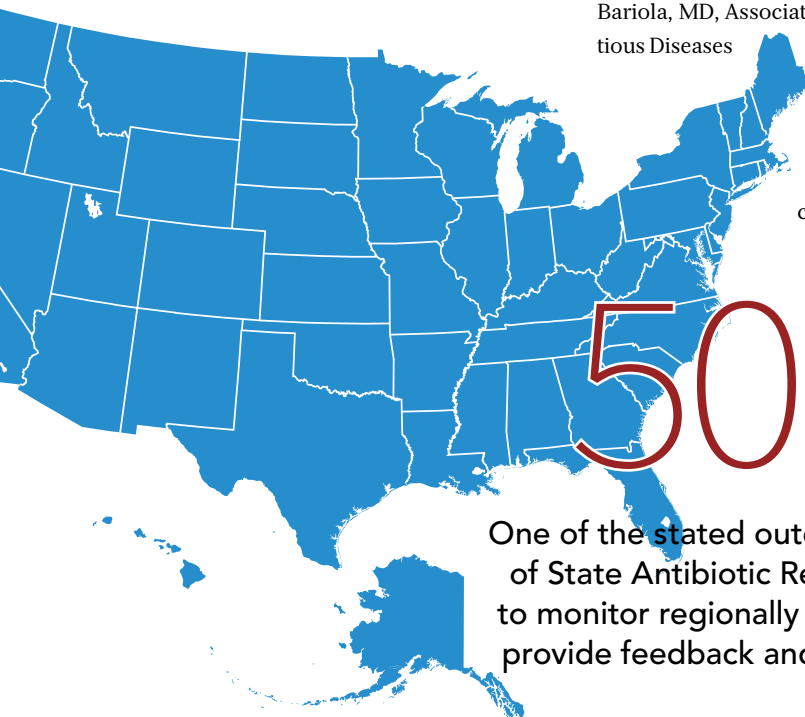 Bariola, MD, Associat
tious Diseases
50
One of the stated out
of State Antibiotic Re
to monitor regionally
provide feedback and